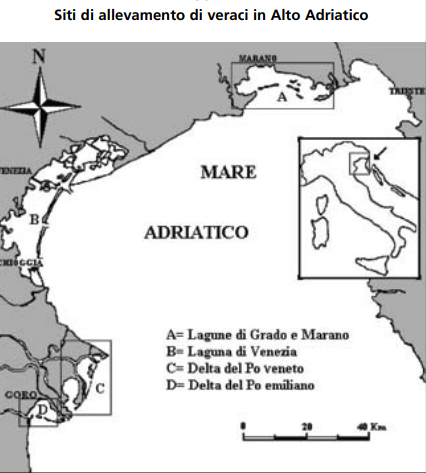 Siti di allevamento di veraci in Alto Adriatico
N
MARANO
A
TRIESTE
VENEZIA
MARE
B
ADRIATICO
CHIOGGIA
A= Lagune di Grado e Marano
B= Laguna di Venezia
C= Delta del Po veneto
D= Delta del Po emiliano
C
GORO
D
0 20 40 Km